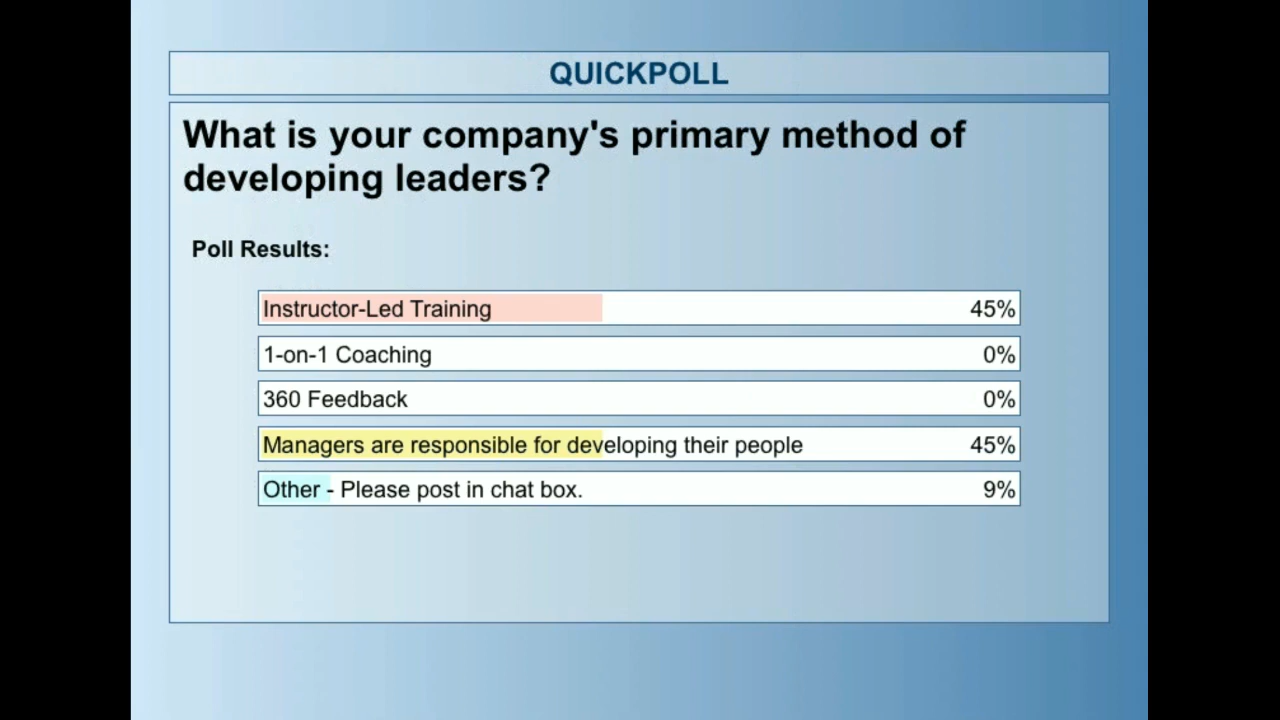 QUICKPOLL
What is your company's primary method of
developing leaders?
Poll Results:
Instructor-Led Training 45%
1-on-1 Coaching 0%
360 Feedback 0%
Managers are responsible for developing their people 45%
Other - Please post in chat box. 9%